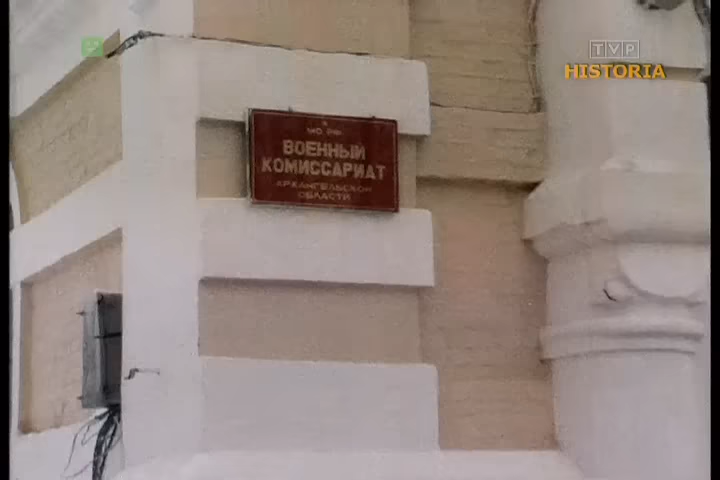 TVP
HISTORIA
ВОЕННЫЙ
КОМИССАРИАТ
АРХАНГЕЛЬСКОЙ
ОБЛАСТИ